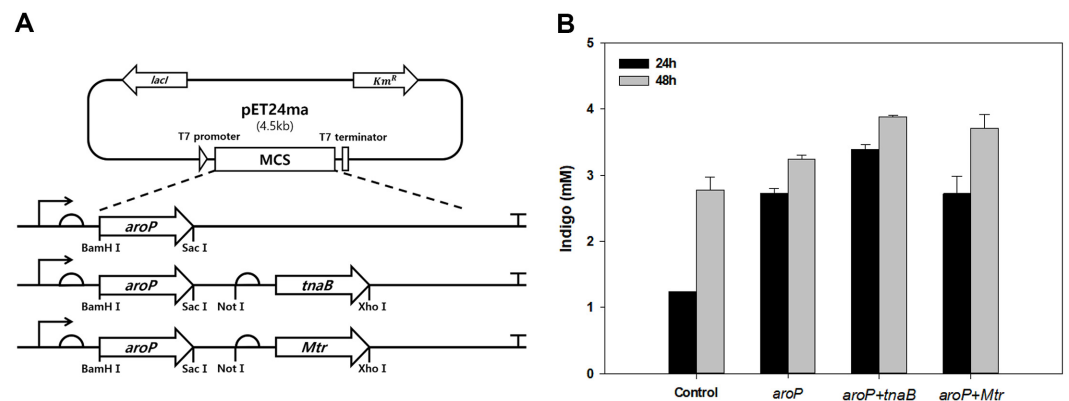 A
lacI
KmR
pET24ma
(4.5kb)
T7 promoter
T7 terminator
MCS
aroP
BamH I
Sac I
aroP
tnaB
BamH I
Sac I
Not I
Xho I
aroP
Mtr
BamH I
Sac I
Not I
Xho I
B
24h
48h
Indigo (mM)
5
4
3
2
1
0
Control
aroP
aroP+tnaB
aroP+Mtr